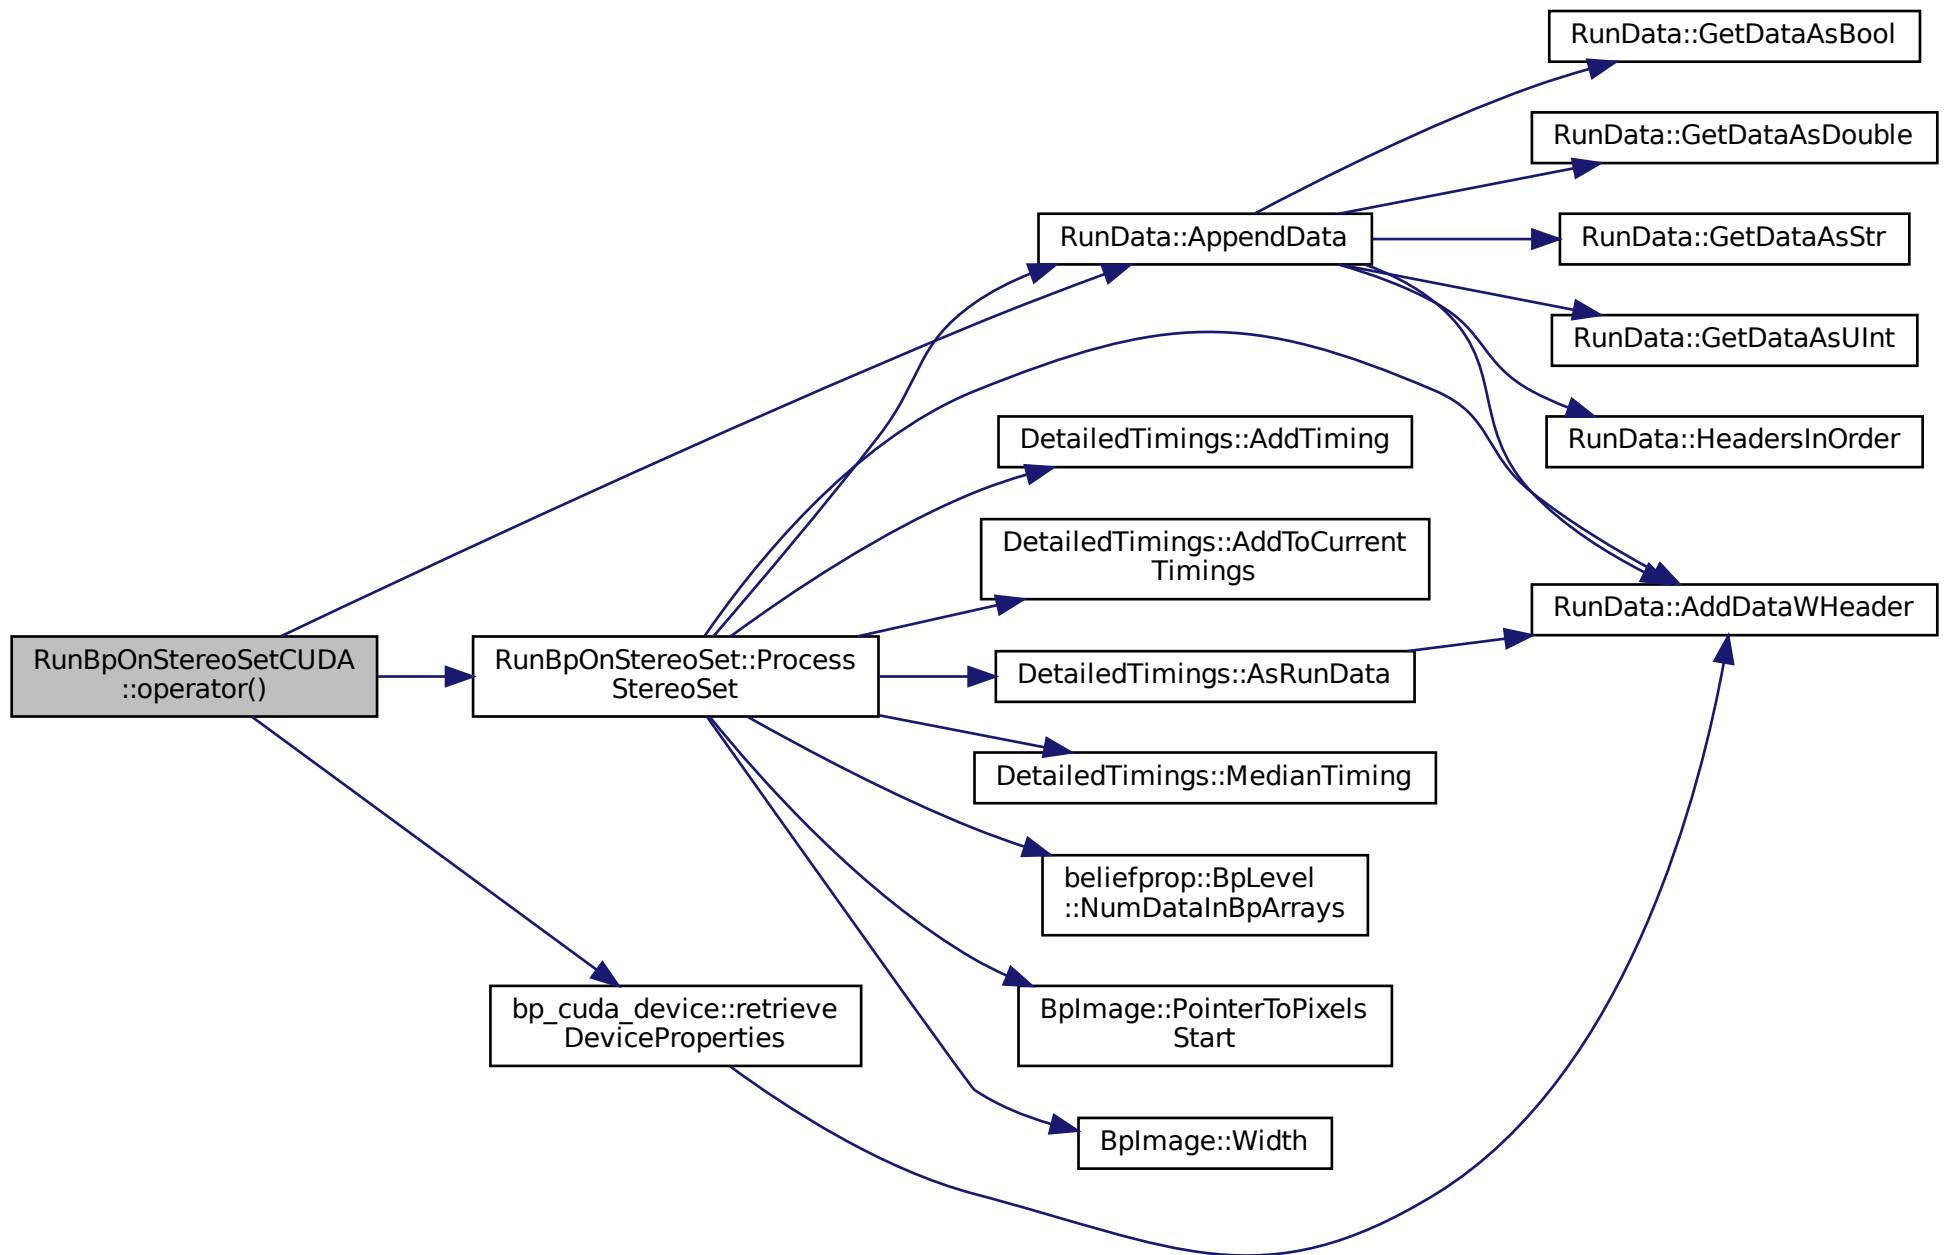 RunBpOnStereoSetCUDA
::operator()
RunBpOnStereoSet::Process
StereoSet
bp_cuda_device::retrieve
DeviceProperties
RunData::AppendData
DetailedTimings::AddTiming
DetailedTimings::AddToCurrent
Timings
DetailedTimings::AsRunData
DetailedTimings::MedianTiming
beliefprop::BpLevel
::NumDataInBpArrays
BpImage::PointerToPixels
Start
BpImage::Width
RunData::GetDataAsBool
RunData::GetDataAsDouble
RunData::GetDataAsStr
RunData::GetDataAsUInt
RunData::HeadersInOrder
RunData::AddDataWHeader